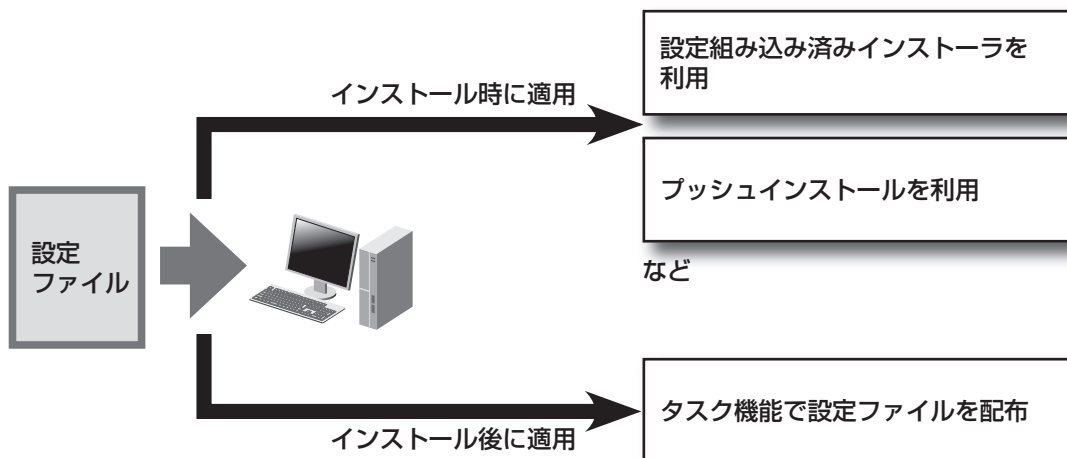 設定組み込み済みインストーラを
利用
インストール時に適用
プッシュインストールを利用
設定
ファイル
など
タスク機能で設定ファイルを配布
インストール後に適用